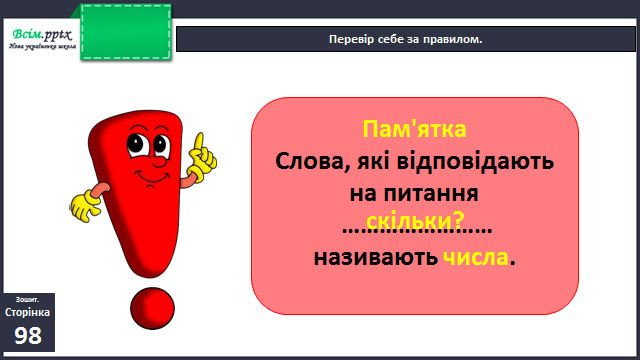 Всім.pptx
Нова українська школа
Перевір себе за правилом.
Пам'ятка
Слова, які відповідають
на питання
скільки?
……………………
називають числа.
Зошит.
Сторінка
98